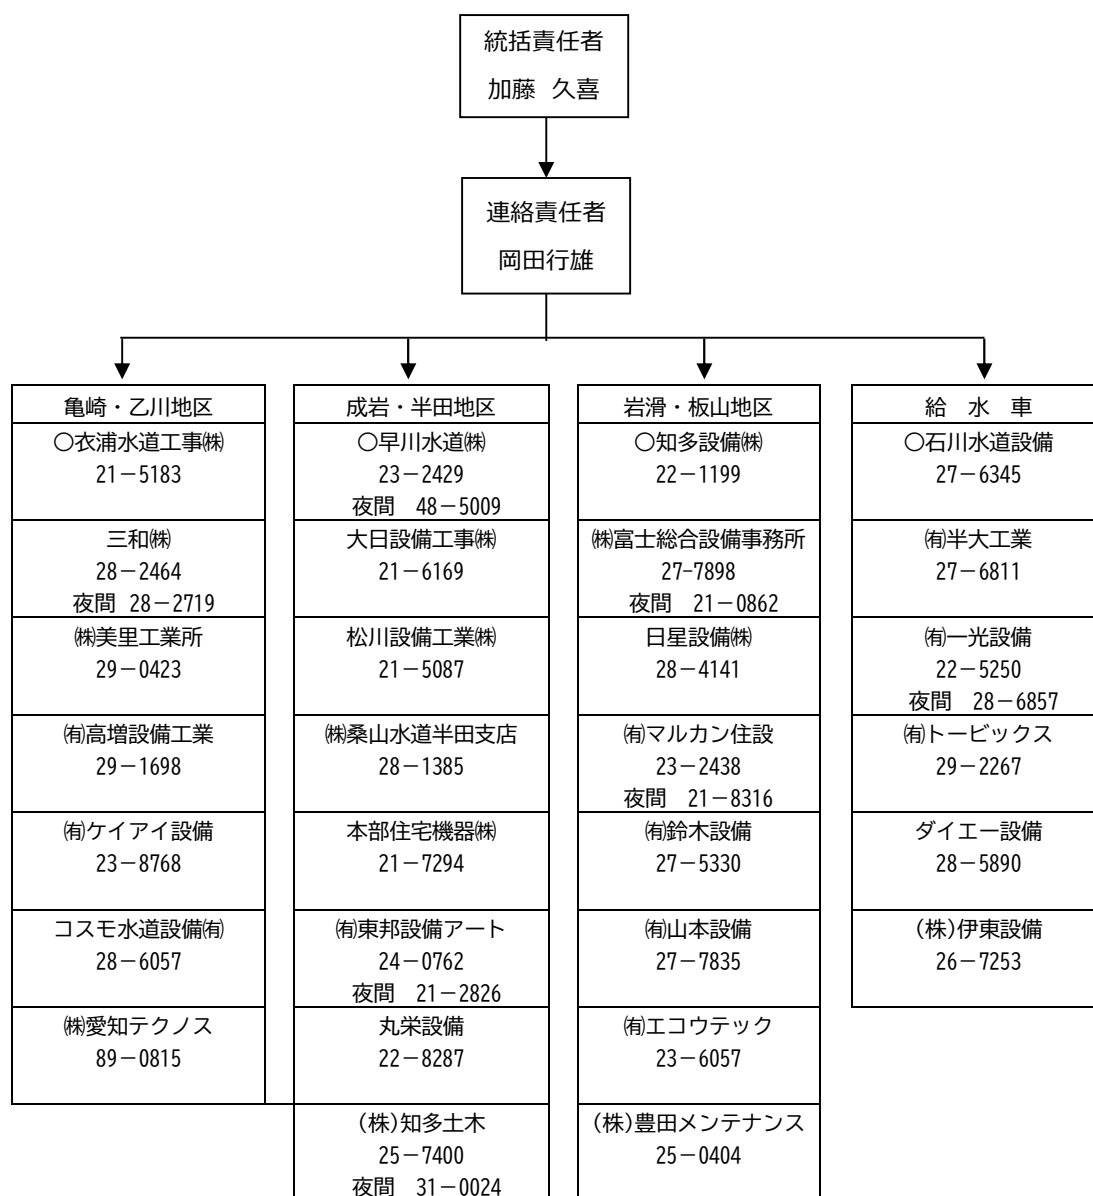 統括責任者
加藤 久喜
連絡責任者
岡田行雄
亀崎・乙川地区
○衣浦水道工事㈱
21－5183
三和㈱
28－2464
夜間 28－2719
㈱美里工業所
29－0423
㈲高増設備工業
29－1698
㈲ケイアイ設備
23－8768
コスモ水道設備㈲
28－6057
㈱愛知テクノス
89－0815
成岩・半田地区
○早川水道㈱
23－2429
夜間 48－5009
大日設備工事㈱
21－6169
松川設備工業㈱
21－5087
㈱桑山水道半田支店
28－1385
本部住宅機器㈱
21－7294
㈲東邦設備アート
24－0762
夜間 21－2826
丸栄設備
22－8287
(株)知多土木
25－7400
夜間 31－0024
岩滑・板山地区
○知多設備㈱
22－1199
㈱富士総合設備事務所
27-7898
夜間 21－0862
日星設備㈱
28－4141
㈲マルカン住設
23－2438
夜間 21－8316
㈲鈴木設備
27－5330
㈲山本設備
27－7835
㈲エコウテック
23－6057
(株)豊田メンテナンス
25－0404
給 水 車
○石川水道設備
27－6345
㈲半大工業
27－6811
㈲一光設備
22－5250
夜間 28－6857
㈲トービックス
29－2267
ダイエー設備
28－5890
(株)伊東設備
26－7253